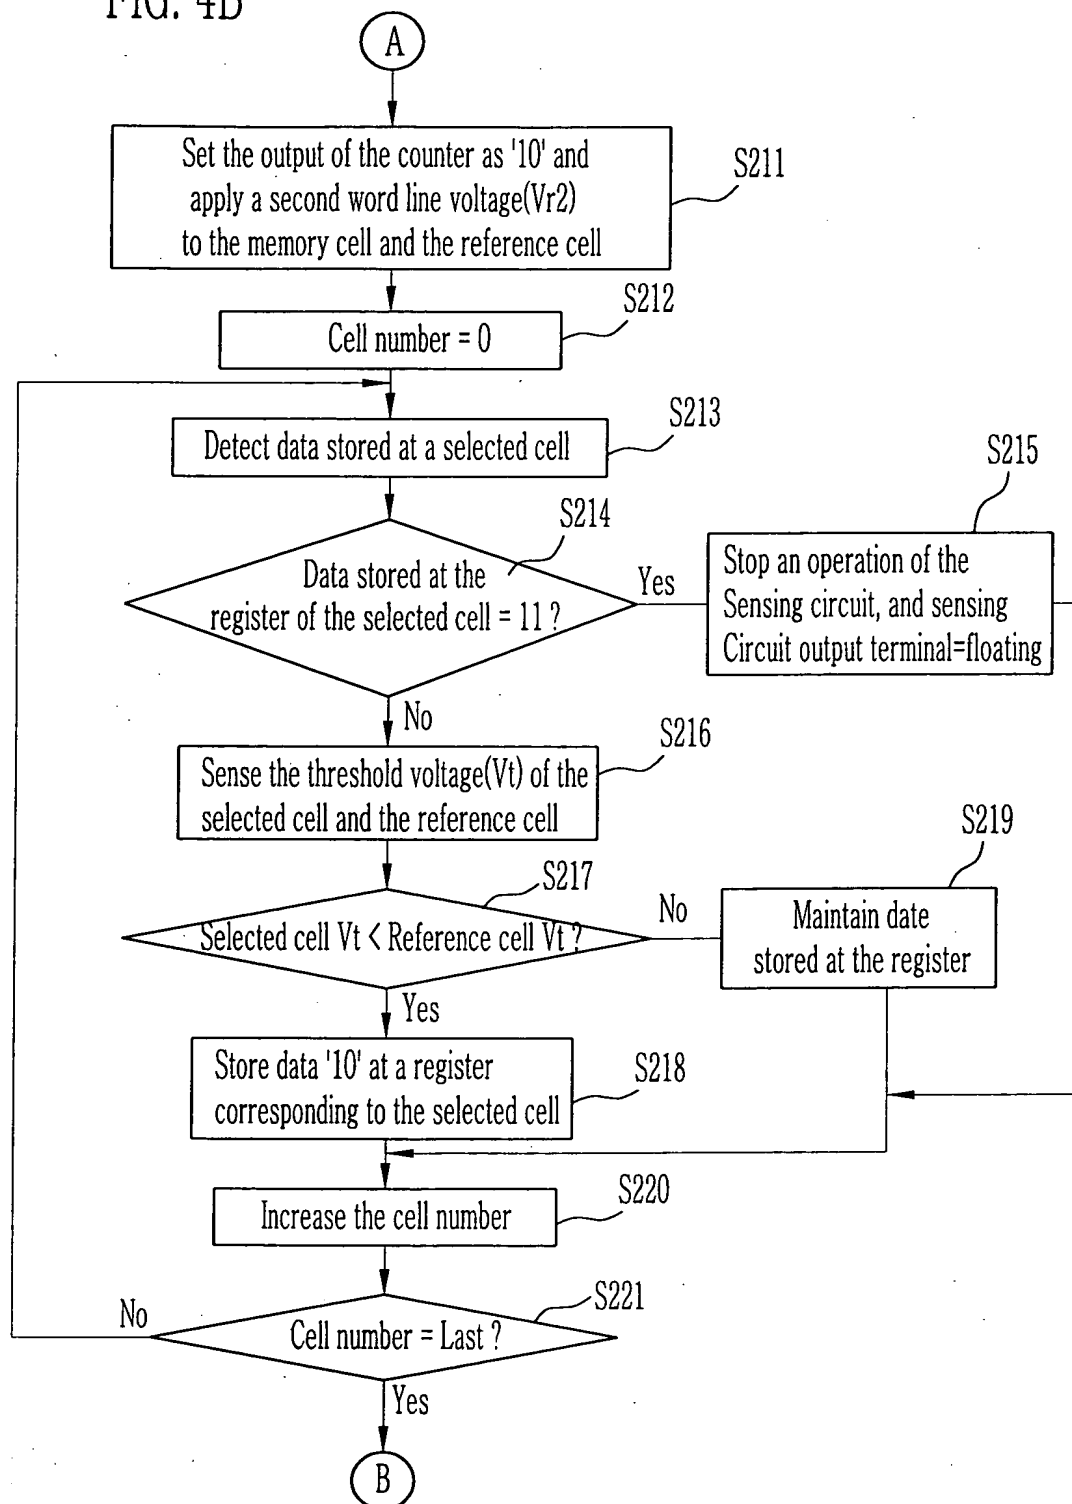 FIG. 4B
A
Set the output of the counter as '10' and
apply a second word line voltage(Vr2)
to the memory cell and the reference cell
S211
S212
Cell number = 0
S213
Detect data stored at a selected cell
S214
Data stored at the
register of the selected cell = 11 ?
Yes
S215
Stop an operation of the
Sensing circuit, and sensing
Circuit output terminal=floating
No
S216
Sense the threshold voltage(Vt) of the
selected cell and the reference cell
S217
Selected cell Vt < Reference cell Vt ?
No
S219
Maintain date
stored at the register
Yes
Store data '10' at a register
corresponding to the selected cell
S218
S220
Increase the cell number
S221
Cell number = Last ?
No
Yes
B